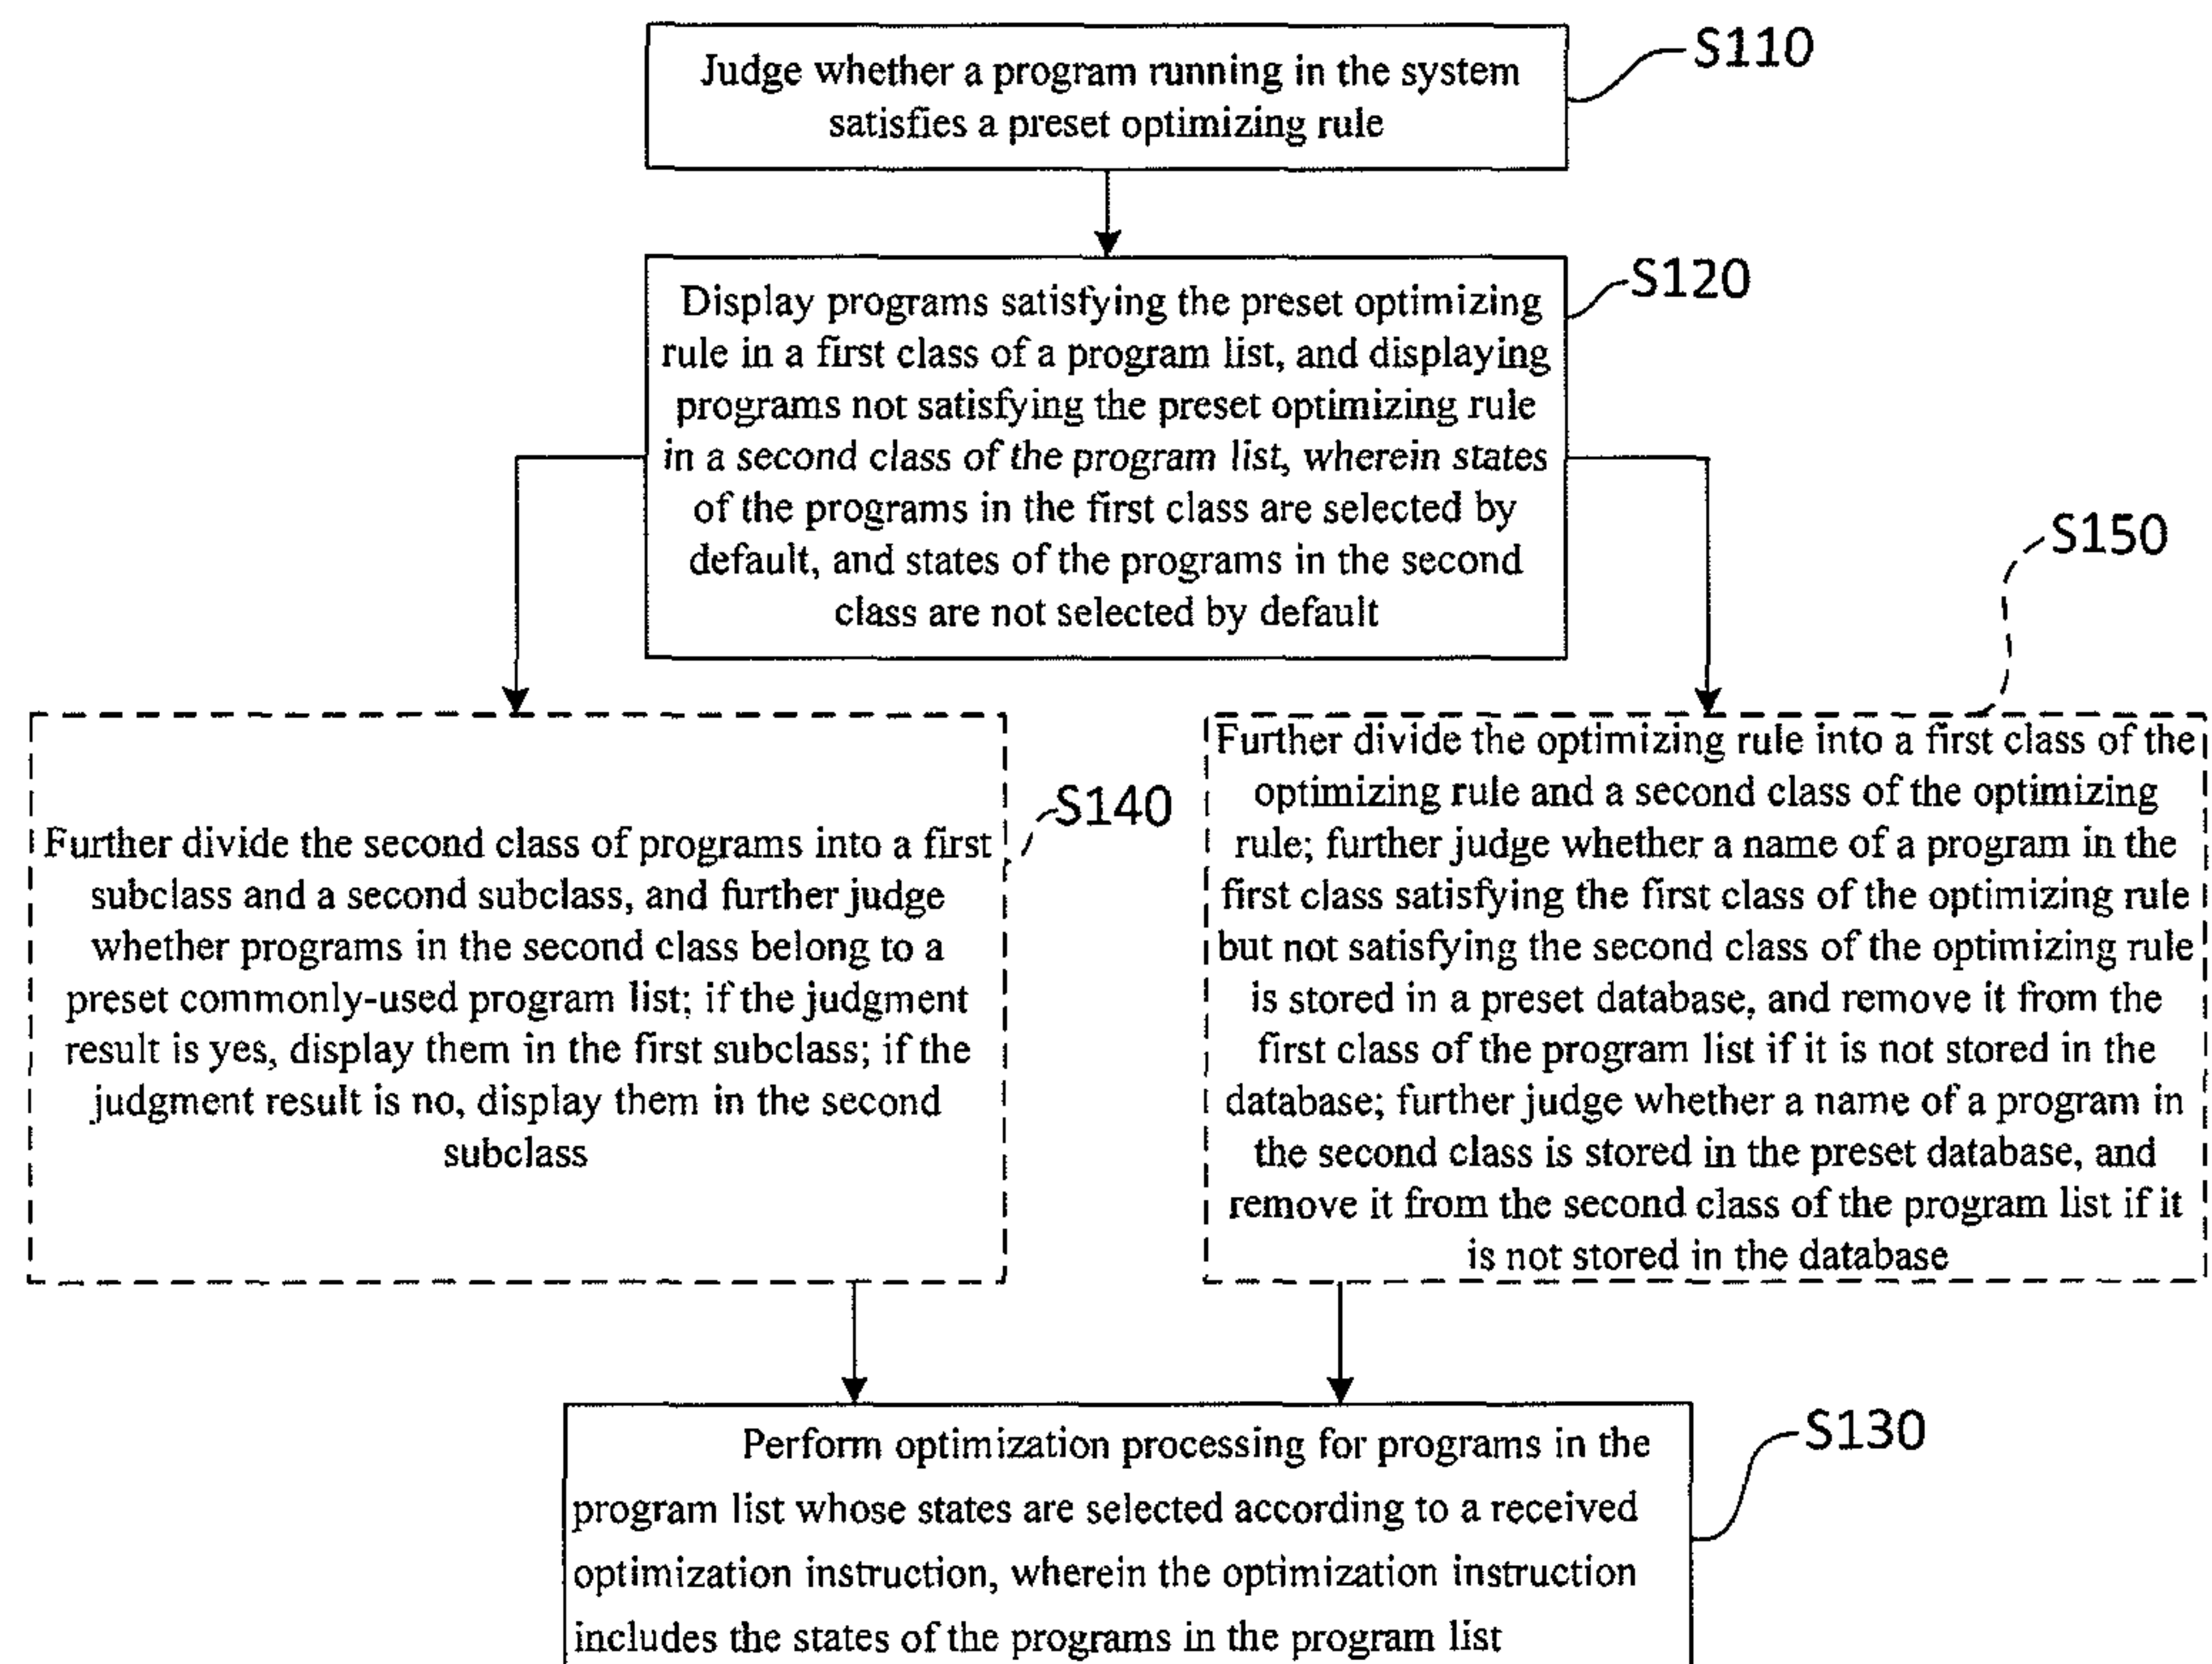 Judge whether a program running in the system
satisfies a preset optimizing rule
S110
Display programs satisfying the preset optimizing
rule in a first class of a program list, and displaying
programs not satisfying the preset optimizing rule
in a second class of the program list, wherein states
of the programs in the first class are selected by
default, and states of the programs in the second
class are not selected by default
S120
Further divide the second class of programs into a first
subclass and a second subclass, and further judge
whether programs in the second class belong to a
preset commonly-used program list; if the judgment
result is yes, display them in the first subclass; if the
judgment result is no, display them in the second
subclass
S140
Further divide the optimizing rule into a first class of the
optimizing rule and a second class of the optimizing
rule; further judge whether a name of a program in the
first class satisfying the first class of the optimizing rule
but not satisfying the second class of the optimizing rule
is stored in a preset database, and remove it from the
first class of the program list if it is not stored in the
database; further judge whether a name of a program in
the second class is stored in the preset database, and
remove it from the second class of the program list if it
is not stored in the database
S150
Perform optimization processing for programs in the
program list whose states are selected according to a received
optimization instruction, wherein the optimization instruction
includes the states of the programs in the program list
S130